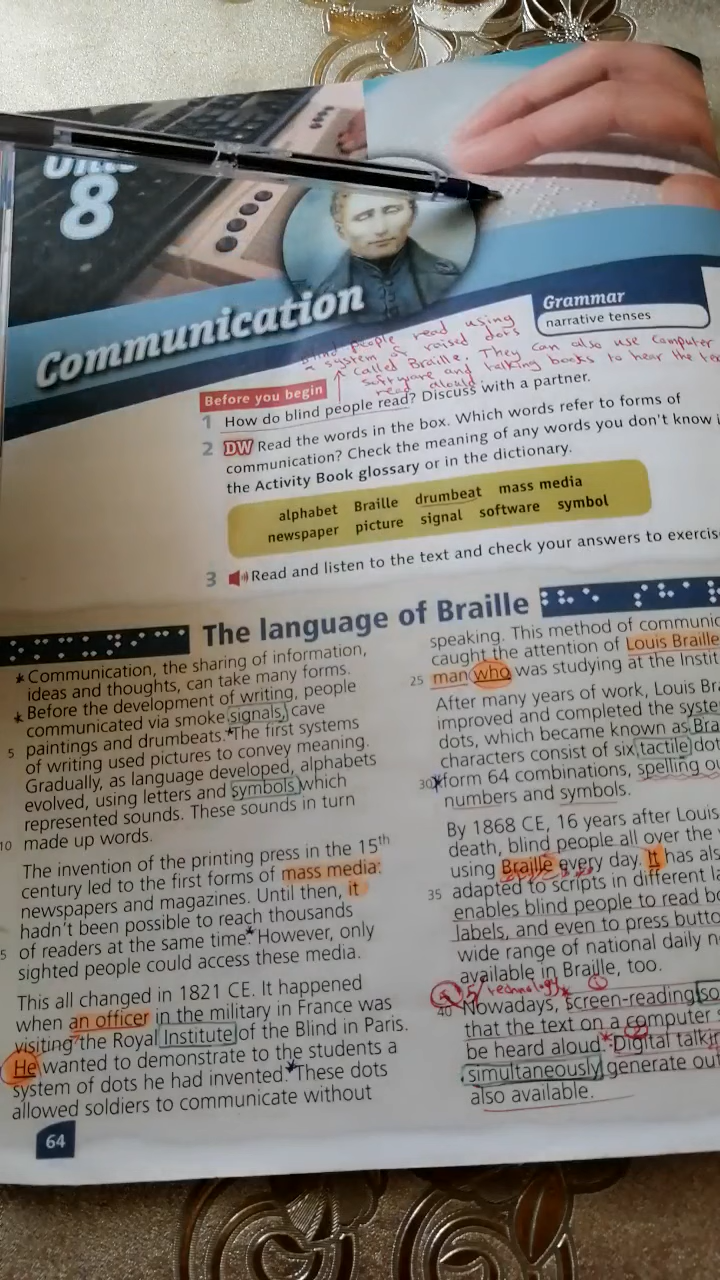 Unit
8
Communication
Grammar
narrative tenses
Blind people read using
a system of raised dots
called Braille. They can also use computer
software and talking books to hear the
read aloud.
Before you begin
1 How do blind people read? Discuss with a partner.
2 DW Read the words in the box. Which words refer to forms of
communication? Check the meaning of any words you don't know
the Activity Book glossary or in the dictionary.
alphabet Braille drumbeat mass media
newspaper picture signal software symbol
3 Read and listen to the text and check your answers to
The language of Braille
*Communication, the sharing of information,
ideas and thoughts, can take many forms.
*Before the development of writing, people
communicated via smoke signals, cave
5 paintings and drumbeats.*The first systems
of writing used pictures to convey meaning.
Gradually, as language developed, alphabets
evolved, using letters and symbols which
represented sounds. These sounds in turn
10 made up words.
The invention of the printing press in the 15th
century led to the first forms of mass media:
newspapers and magazines. Until then, it
hadn't been possible to reach thousands
5 of readers at the same time.* However, only
sighted people could access these media.
This all changed in 1821 CE. It happened
when an officer in the military in France was
visiting the Royal Institute of the Blind in Paris.
He wanted to demonstrate to the students a
system of dots he had invented.*These dots
allowed soldiers to communicate without
64
speaking. This method of
caught the attention of Louis Braille
25 man who was studying at the
After many years of work, Louis
improved and completed the
dots, which became known as
characters consist of six tactile
30 *form 64 combinations, spelling
numbers and symbols.
By 1868 CE, 16 years after Louis
death, blind people all over the
using Braille every day. It has
35 adapted to scripts in different
enables blind people to read
labels, and even to press
wide range of national daily
available in Braille, too.
5 technology
1
40 Nowadays, screen-reading
that the text on a computer
2
be heard aloud.*Digital
simultaneously generate
also available.